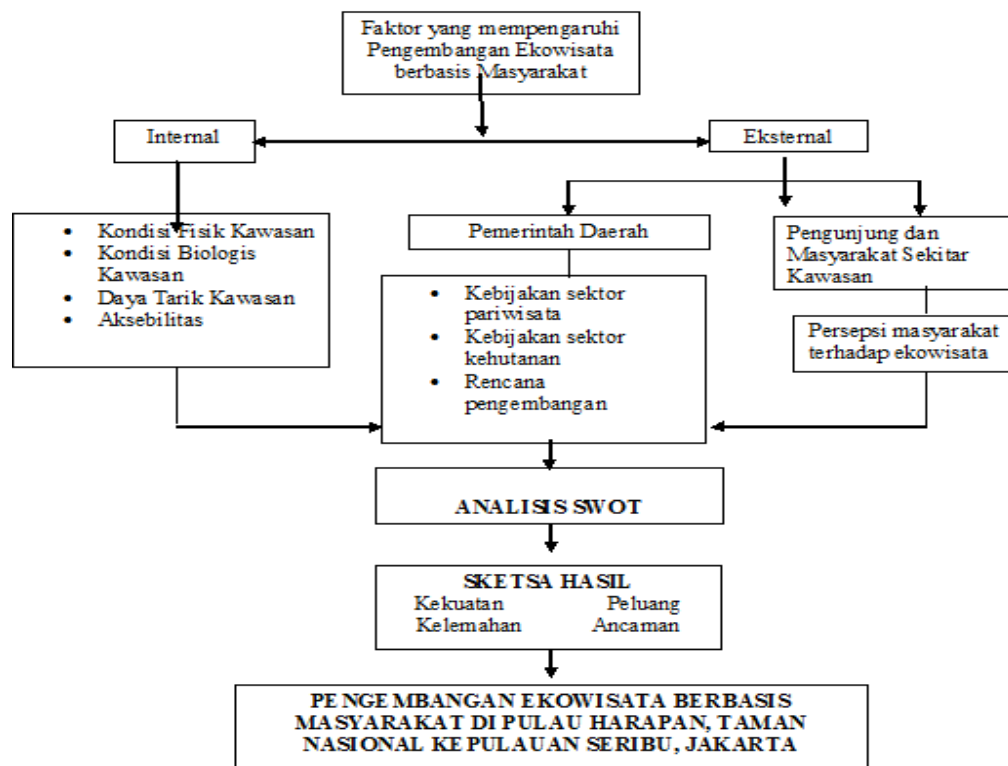 Faktor yang mempengaruhi
Pengembangan Ekowisata
berbasis Masyarakat
Internal
Eksternal
• Kondisi Fisik Kawasan
• Kondisi Biologis
Kawasan
• Daya Tarik Kawasan
• Aksebilitas
Pemerintah Daerah
• Kebijakan sektor
pariwisata
• Kebijakan sektor
kehutanan
• Rencana
pengembangan
Pengunjung dan
Masyarakat Sekitar
Kawasan
Persepsi masyarakat
terhadap ekowisata
ANALISIS SWOT
SKETSA HASIL
Kekuatan Peluang
Kelemahan Ancaman
PENGEMBANGAN EKOWISATA BERBASIS
MASYARAKAT DI PULAU HARAPAN, TAMAN
NASIONAL KEPULAUAN SERIBU, JAKARTA